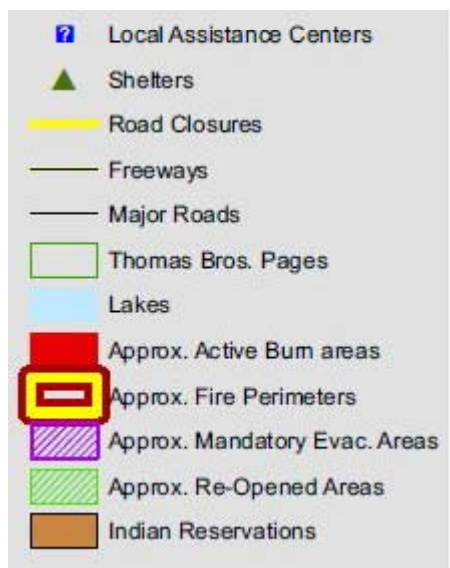 ?
Local Assistance Centers
Shelters
Road Closures
Freeways
Major Roads
Thomas Bros. Pages
Lakes
Approx. Active Burn areas
Approx. Fire Perimeters
Approx. Mandatory Evac. Areas
Approx. Re-Opened Areas
Indian Reservations